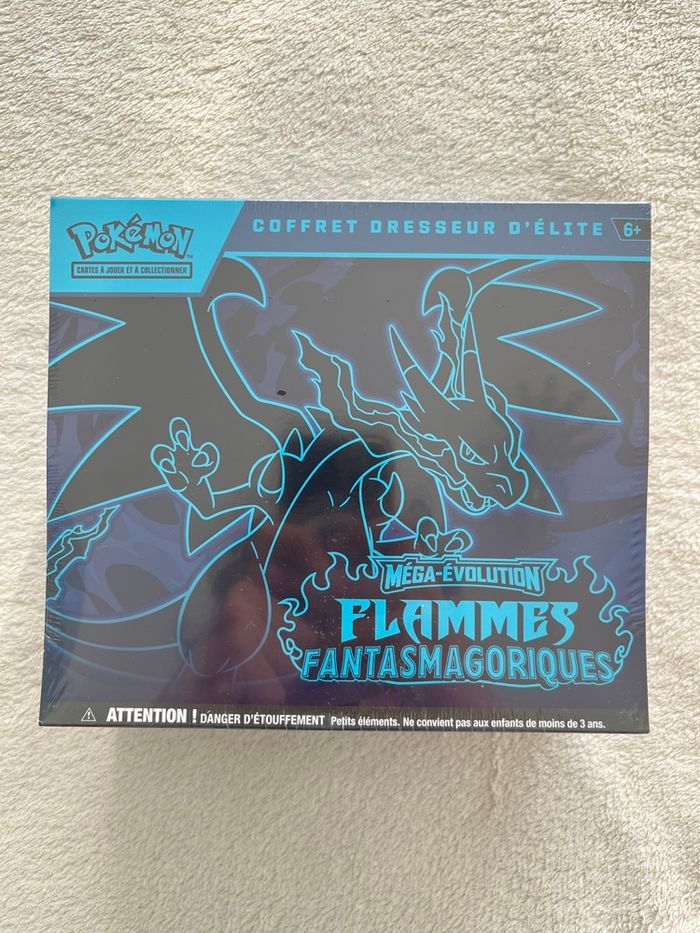 POKéMON™
CARTES À JOUER ET À COLLECTIONNER
COFFRET DRESSEUR D'ÉLITE
6+
MÉGA-ÉVOLUTION
FLAMMES
FANTASMAGORIQUES
⚠ ATTENTION ! DANGER D'ÉTOUFFEMENT Petits éléments. Ne convient pas aux enfants de moins de 3 ans.